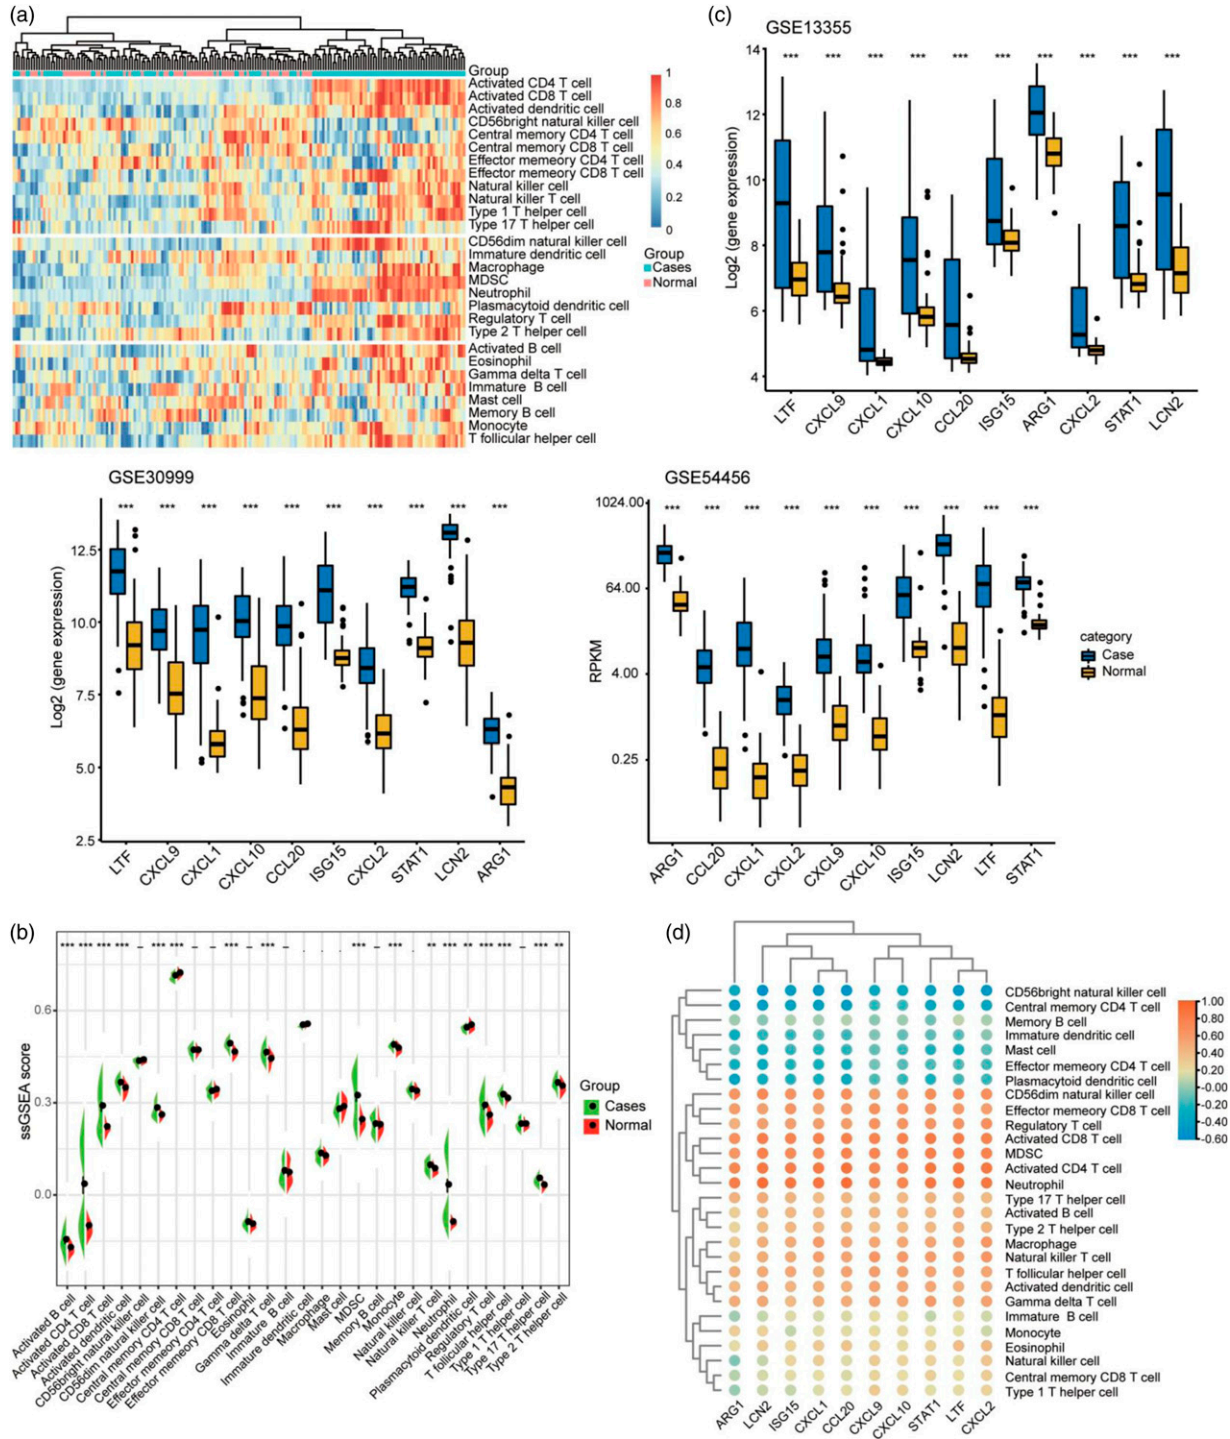 (a)
Group
Activated CD4 T cell
Activated CD8 T cell
Activated dendritic cell
CD56bright natural killer cell
Central memory CD4 T cell
Central memory CD8 T cell
Effector memeory CD4 T cell
Effector memeory CD8 T cell
Natural killer cell
Natural killer T cell
Type 1 T helper cell
Type 17 T helper cell
CD56dim natural killer cell
Immature dendritic cell
Macrophage
MDSC
Neutrophil
Plasmacytoid dendritic cell
Regulatory T cell
Type 2 T helper cell
Activated B cell
Eosinophil
Gamma delta T cell
Immature B cell
Mast cell
Memory B cell
Monocyte
T follicular helper cell
1
0.8
0.6
0.4
0.2
0
Group
Cases
Normal
(c)
GSE13355
Log2 (gene expression)
14
12
10
8
6
4
*** *** *** *** *** *** *** *** *** ***
LTF CXCL9 CXCL1 CXCL10 CCL20 ISG15 ARG1 CXCL2 STAT1 LCN2
GSE30999
Log2 (gene expression)
12.5
10.0
7.5
5.0
2.5
*** *** *** *** *** *** *** *** *** ***
LTF CXCL9 CXCL1 CXCL10 CCL20 ISG15 CXCL2 STAT1 LCN2 ARG1
GSE54456
RPKM
1024.00
64.00
4.00
0.25
*** *** *** *** *** *** *** *** *** ***
ARG1 CCL20 CXCL1 CXCL2 CXCL9 CXCL10 ISG15 LCN2 LTF STAT1
category
Case
Normal
(b)
ssGSEA score
0.6
0.3
0.0
*** *** *** *** – *** *** – – *** – *** – . . . *** – *** . ** *** ** *** *** – *** **
Activated B cell
Activated CD4 T cell
Activated CD8 T cell
Activated dendritic cell
CD56bright natural killer cell
CD56dim natural killer cell
Central memory CD4 T cell
Central memory CD8 T cell
Effector memory CD4 T cell
Effector memory CD8 T cell
Eosinophil
Gamma delta T cell
Immature B cell
Immature dendritic cell
Macrophage
Mast cell
MDSC
Memory B cell
Monocyte
Natural killer cell
Natural killer T cell
Neutrophil
Plasmacytoid dendritic cell
Regulatory T cell
T follicular helper cell
Type 1 T helper cell
Type 17 T helper cell
Type 2 T helper cell
Group
Cases
Normal
(d)
CD56bright natural killer cell
Central memory CD4 T cell
Memory B cell
Immature dendritic cell
Mast cell
Effector memeory CD4 T cell
Plasmacytoid dendritic cell
CD56dim natural killer cell
Effector memeory CD8 T cell
Regulatory T cell
Activated CD8 T cell
MDSC
Activated CD4 T cell
Neutrophil
Type 17 T helper cell
Activated B cell
Type 2 T helper cell
Macrophage
Natural killer T cell
T follicular helper cell
Activated dendritic cell
Gamma delta T cell
Immature B cell
Monocyte
Eosinophil
Natural killer cell
Central memory CD8 T cell
Type 1 T helper cell
ARG1 LCN2 ISG15 CXCL1 CCL20 CXCL9 CXCL10 STAT1 LTF CXCL2
1.00
0.80
0.60
0.40
0.20
-0.00
-0.20
-0.40
-0.60